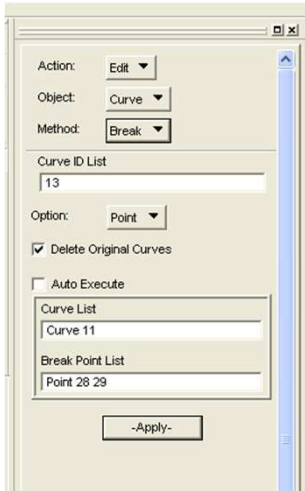 Action: Edit
Object: Curve
Method: Break
Curve ID List
13
Option: Point
Delete Original Curves
Auto Execute
Curve List
Curve 11
Break Point List
Point 28 29
-Apply-